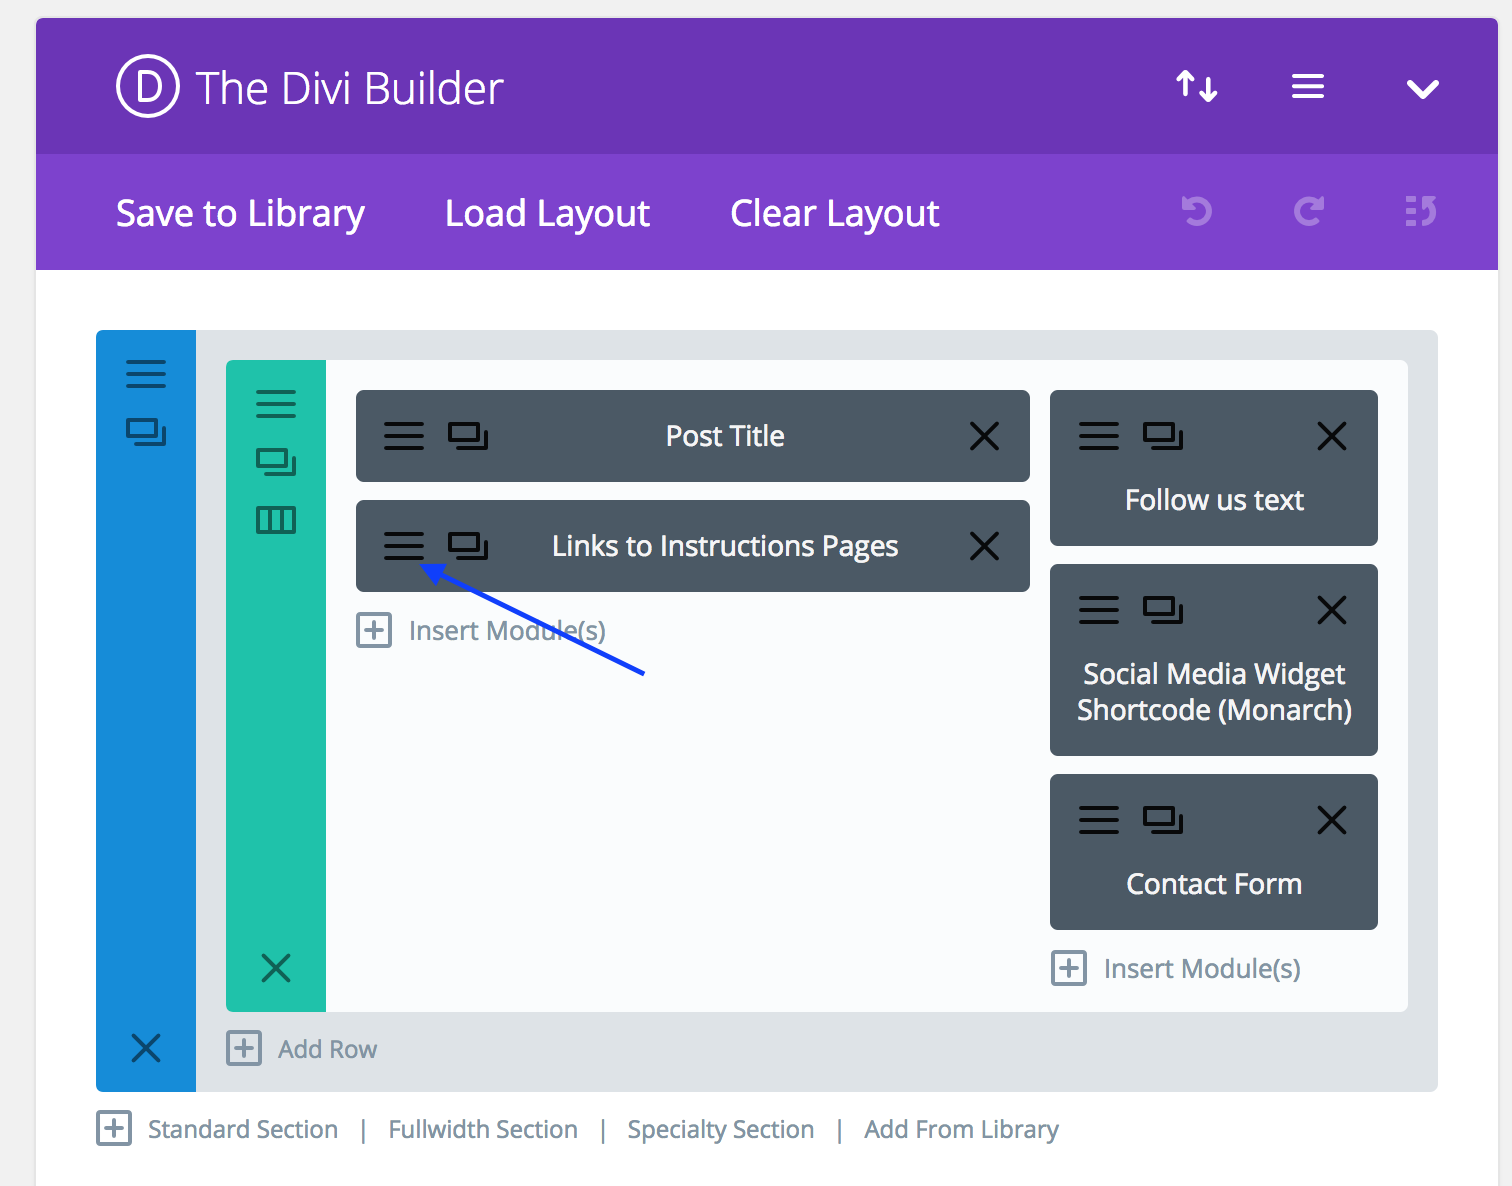 D The Divi Builder
Save to Library Load Layout Clear Layout
Post Title
Links to Instructions Pages
Insert Module(s)
Follow us text
Social Media Widget
Shortcode (Monarch)
Contact Form
Insert Module(s)
Add Row
Standard Section | Fullwidth Section | Specialty Section | Add From Library